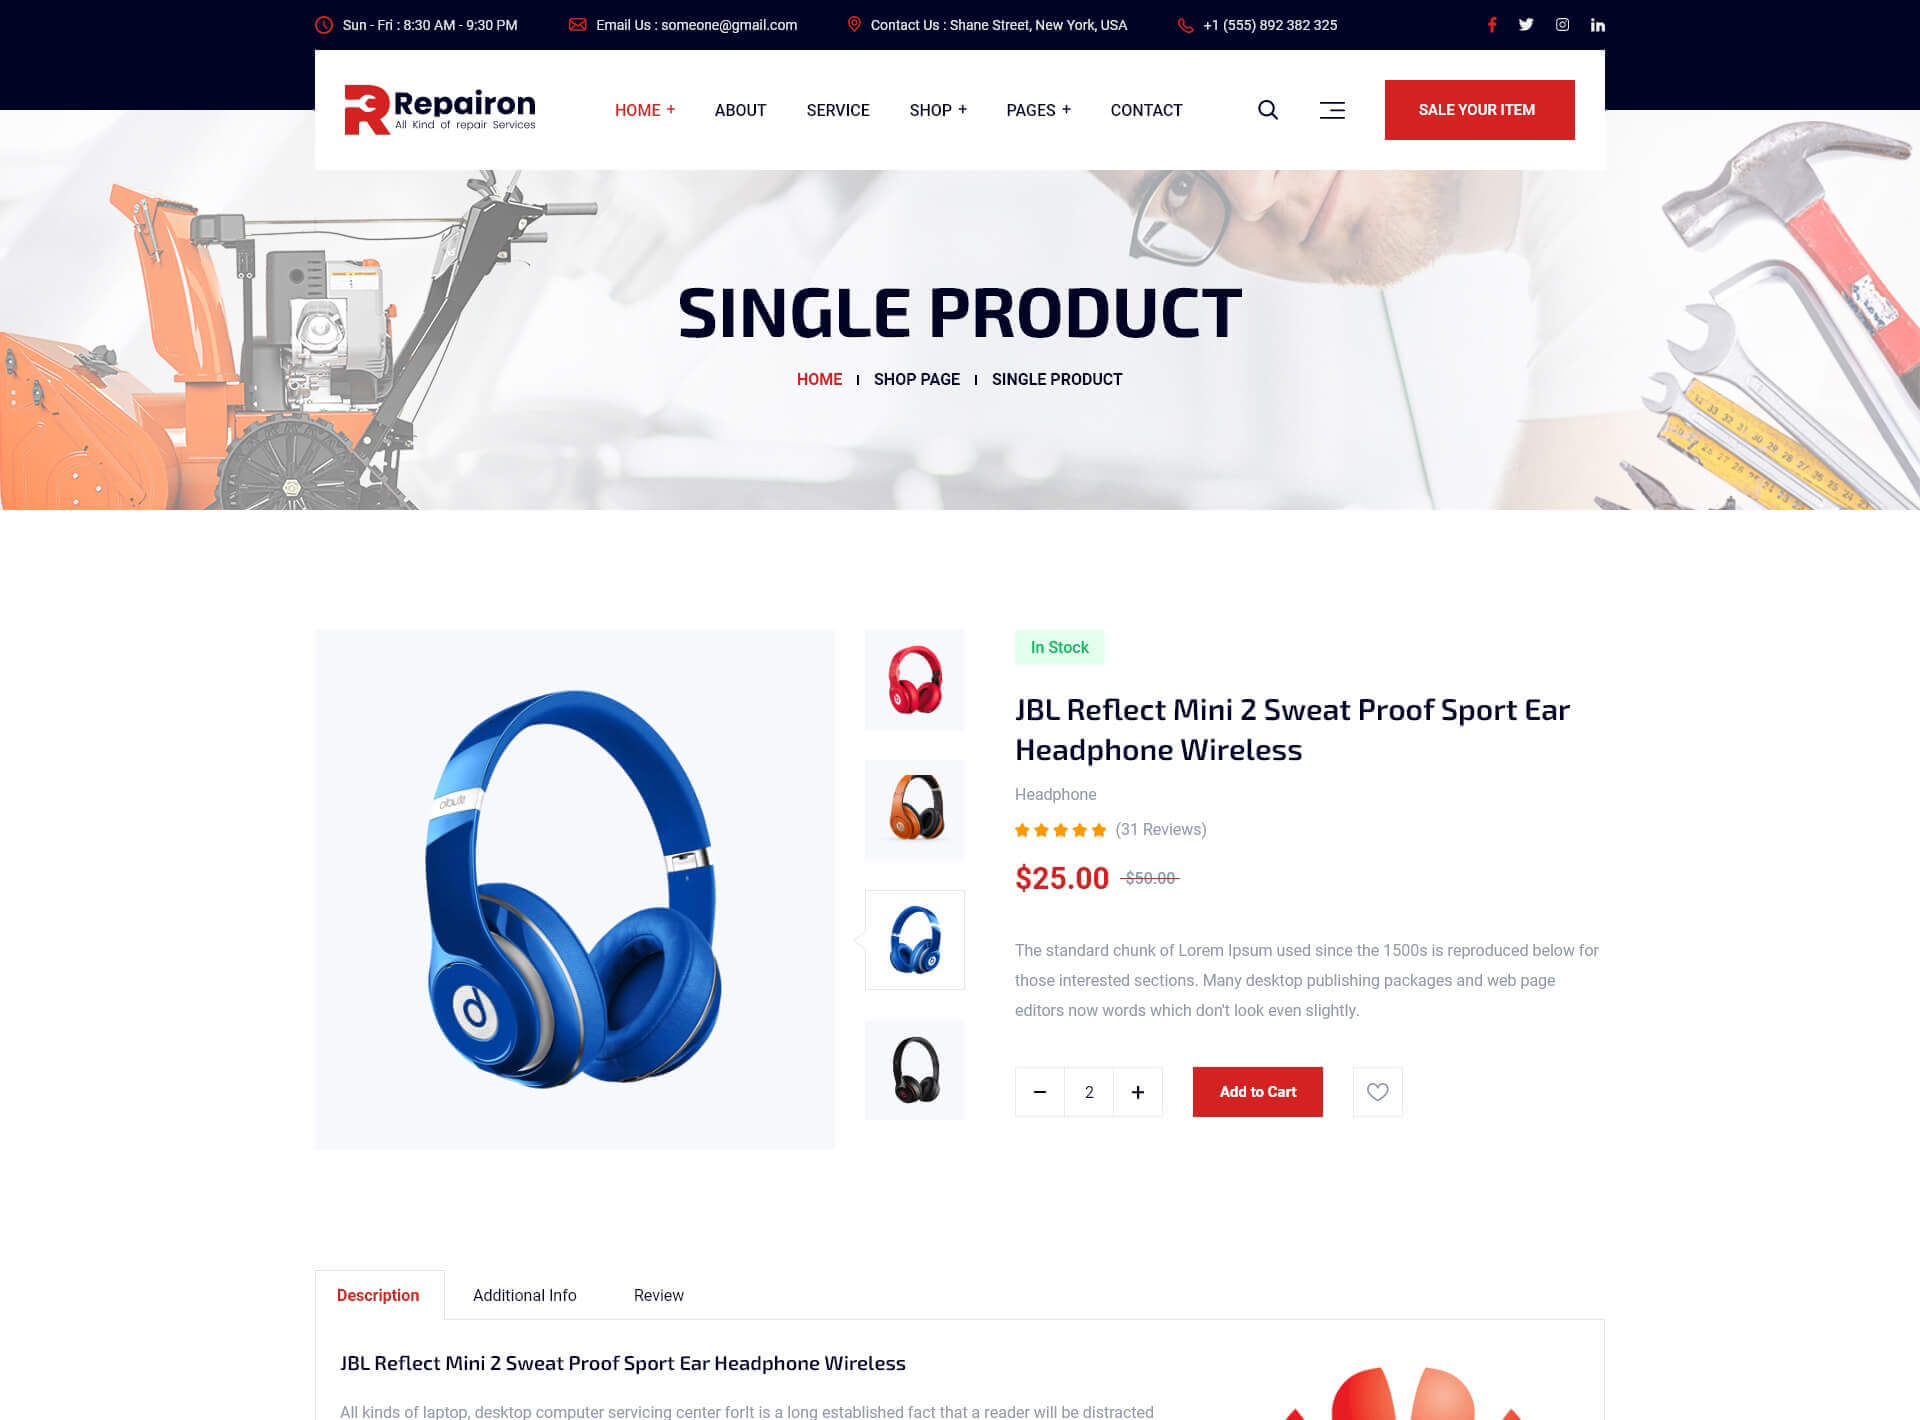 Sun - Fri : 8:30 AM - 9:30 PM
Email Us : someone@gmail.com
Contact Us : Shane Street, New York, USA
+1 (555) 892 382 325
Repairon
All Kind of repair Services
HOME +
ABOUT
SERVICE
SHOP +
PAGES +
CONTACT
SALE YOUR ITEM
SINGLE PRODUCT
HOME
SHOP PAGE
SINGLE PRODUCT
In Stock
JBL Reflect Mini 2 Sweat Proof Sport Ear
Headphone Wireless
Headphone
(31 Reviews)
$25.00 $50.00
The standard chunk of Lorem Ipsum used since the 1500s is reproduced below for
those interested sections. Many desktop publishing packages and web page
editors now words which don't look even slightly.
2
Add to Cart
Description
Additional Info
Review
JBL Reflect Mini 2 Sweat Proof Sport Ear Headphone Wireless
All kinds of laptop, desktop computer servicing center forIt is a long established fact that a reader will be distracted